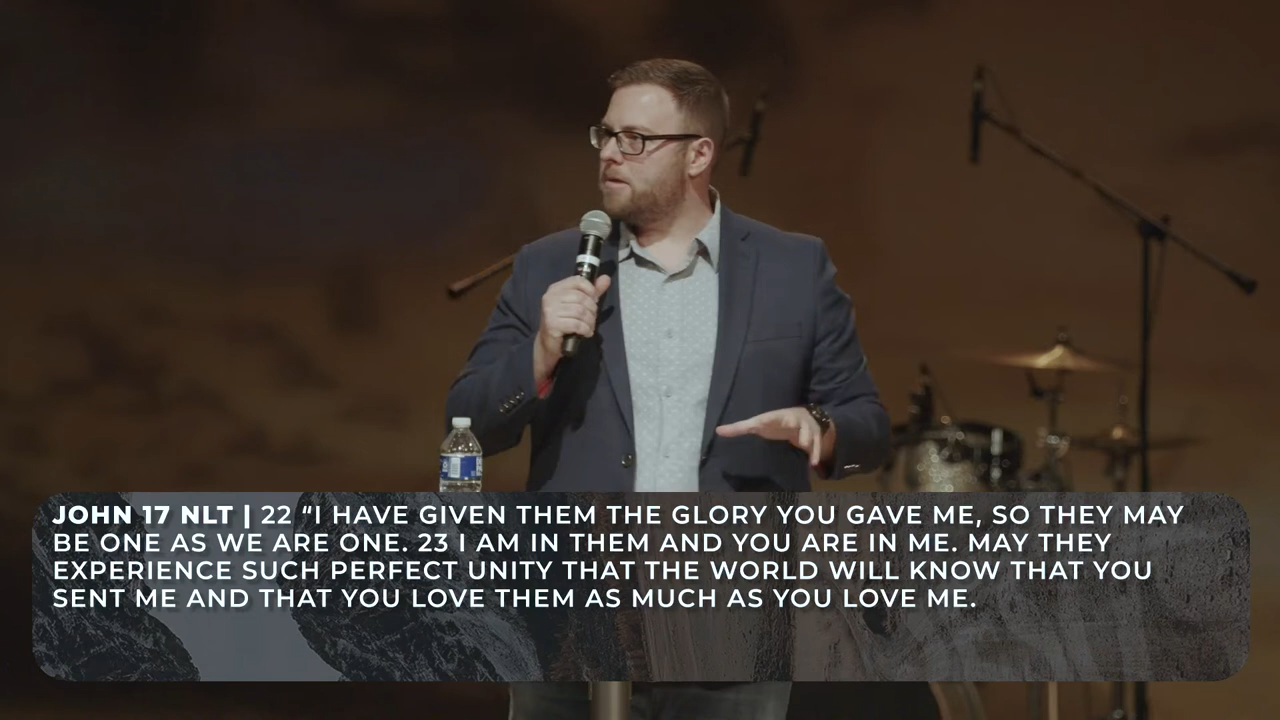 JOHN 17 NLT | 22 “I HAVE GIVEN THEM THE GLORY YOU GAVE ME, SO THEY MAY
BE ONE AS WE ARE ONE. 23 I AM IN THEM AND YOU ARE IN ME. MAY THEY
EXPERIENCE SUCH PERFECT UNITY THAT THE WORLD WILL KNOW THAT YOU
SENT ME AND THAT YOU LOVE THEM AS MUCH AS YOU LOVE ME.